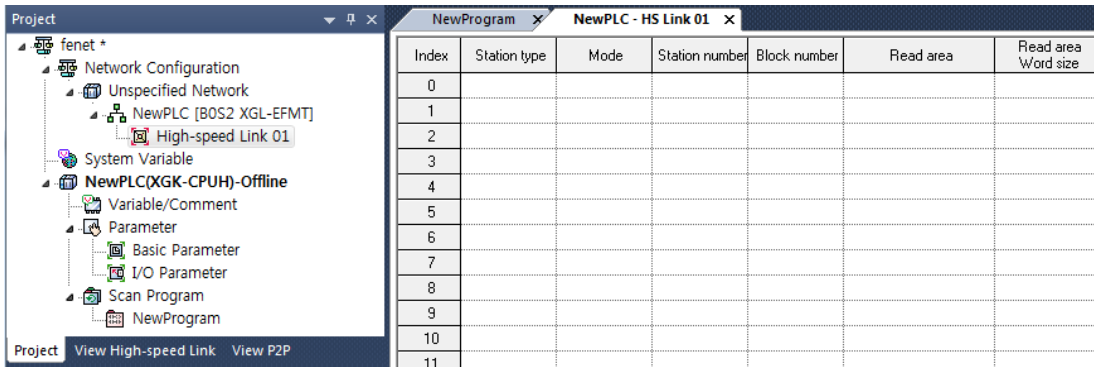 Project
fenet *
Network Configuration
Unspecified Network
NewPLC [B0S2 XGL-EFMT]
High-speed Link 01
System Variable
NewPLC(XGK-CPUH)-Offline
Variable/Comment
Parameter
Basic Parameter
I/O Parameter
Scan Program
NewProgram
Project View High-speed Link View P2P
NewProgram NewPLC - HS Link 01
Index Station type Mode Station number Block number Read area Read area Word size
0
1
2
3
4
5
6
7
8
9
10
11